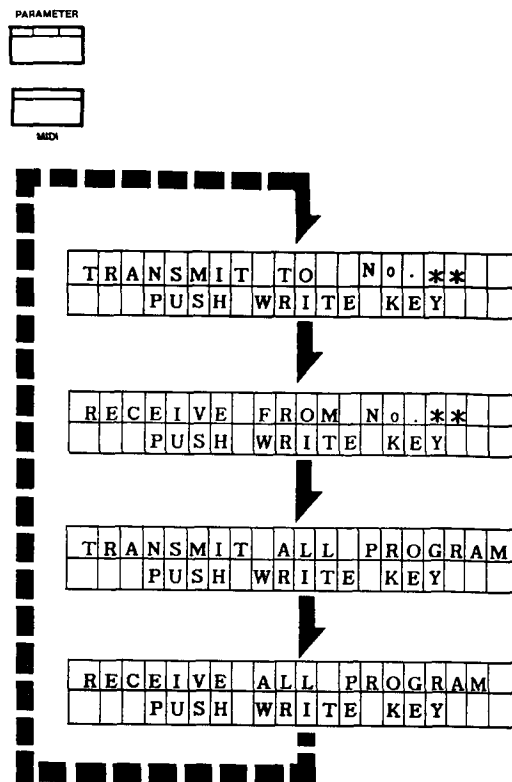 PARAMETER
MIDI
TRANSMIT TO No.**
PUSH WRITE KEY
RECEIVE FROM No.**
PUSH WRITE KEY
TRANSMIT ALL PROGRAM
PUSH WRITE KEY
RECEIVE ALL PROGRAM
PUSH WRITE KEY